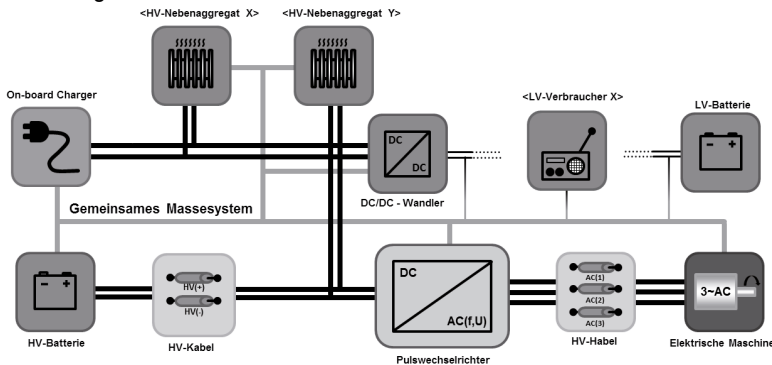 <HV-Nebenaggregat X>
<HV-Nebenaggregat Y>
On-board Charger
<LV-Verbraucher X>
LV-Batterie
DC
DC
DC/DC - Wandler
Gemeinsames Massesystem
HV(+)
HV(-)
DC
AC(f,U)
AC(1)
AC(2)
AC(3)
3~AC
HV-Batterie
HV-Kabel
Pulswechselrichter
HV-Habel
Elektrische Maschine